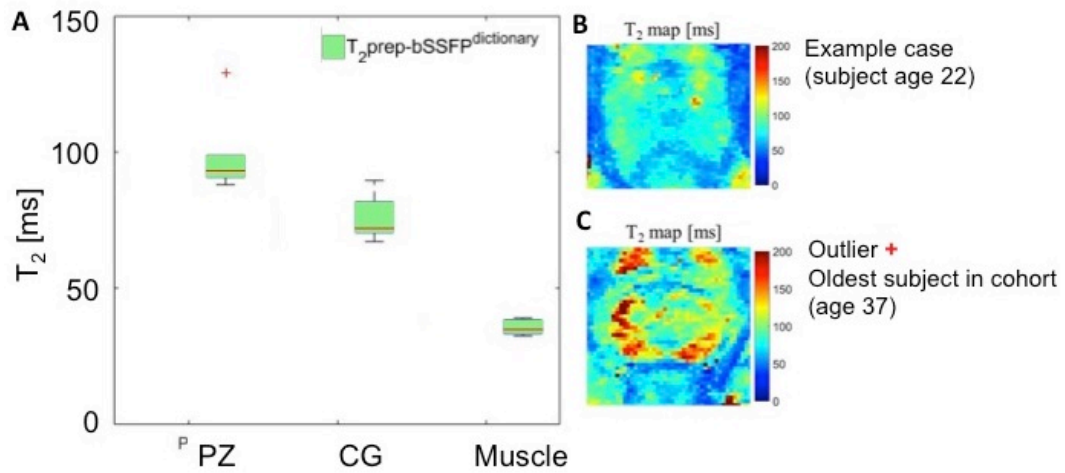 A
150
100
50
0
T2 [ms]
T2prep-bSSFPdictionary
P PZ
CG
Muscle
B
T2 map [ms]
200
150
100
50
0
Example case
(subject age 22)
C
T2 map [ms]
200
150
100
50
0
Outlier +
Oldest subject in cohort
(age 37)